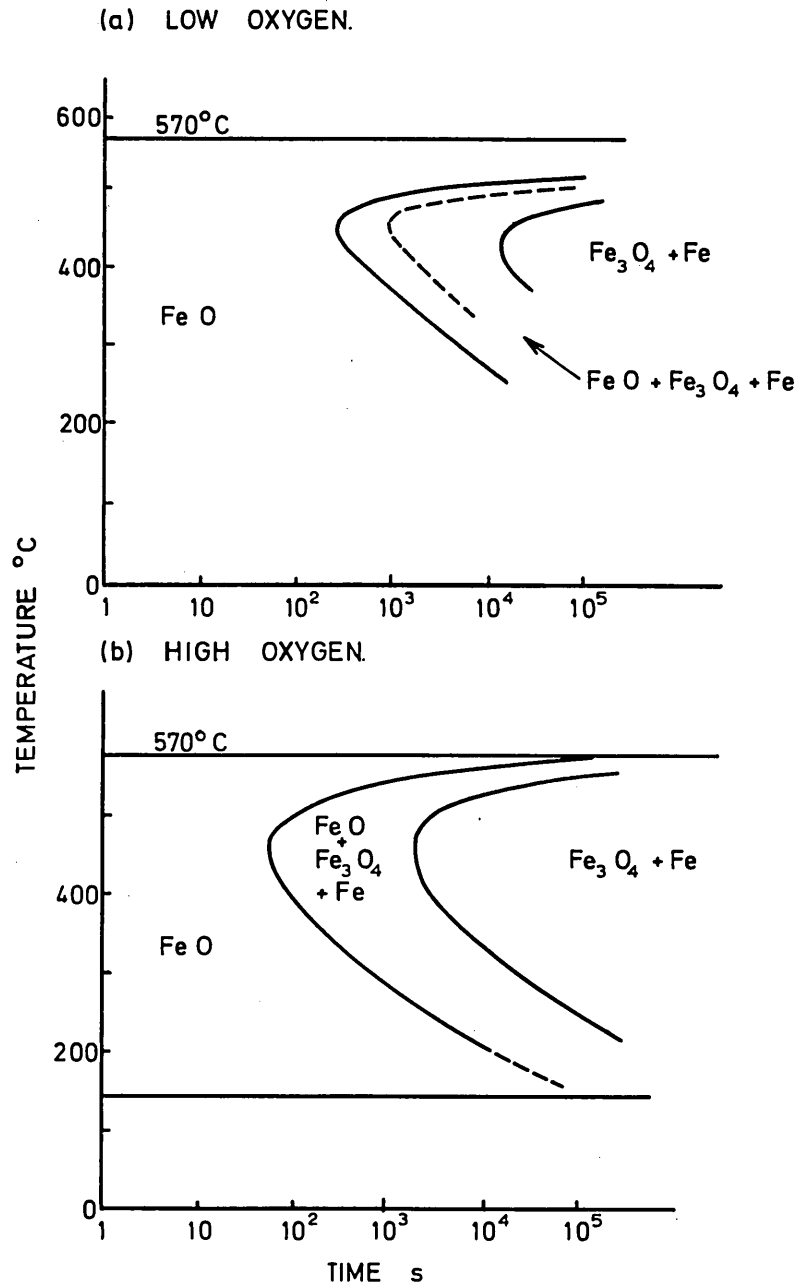 (a) LOW OXYGEN.
600
570°C
400
Fe3O4 + Fe
Fe O
Fe O + Fe3O4 + Fe
200
0
1 10 10² 10³ 10⁴ 10⁵
TEMPERATURE °C
(b) HIGH OXYGEN.
570°C
Fe O
+
Fe3O4
+ Fe
Fe3O4 + Fe
400
Fe O
200
0
1 10 10² 10³ 10⁴ 10⁵
TIME s